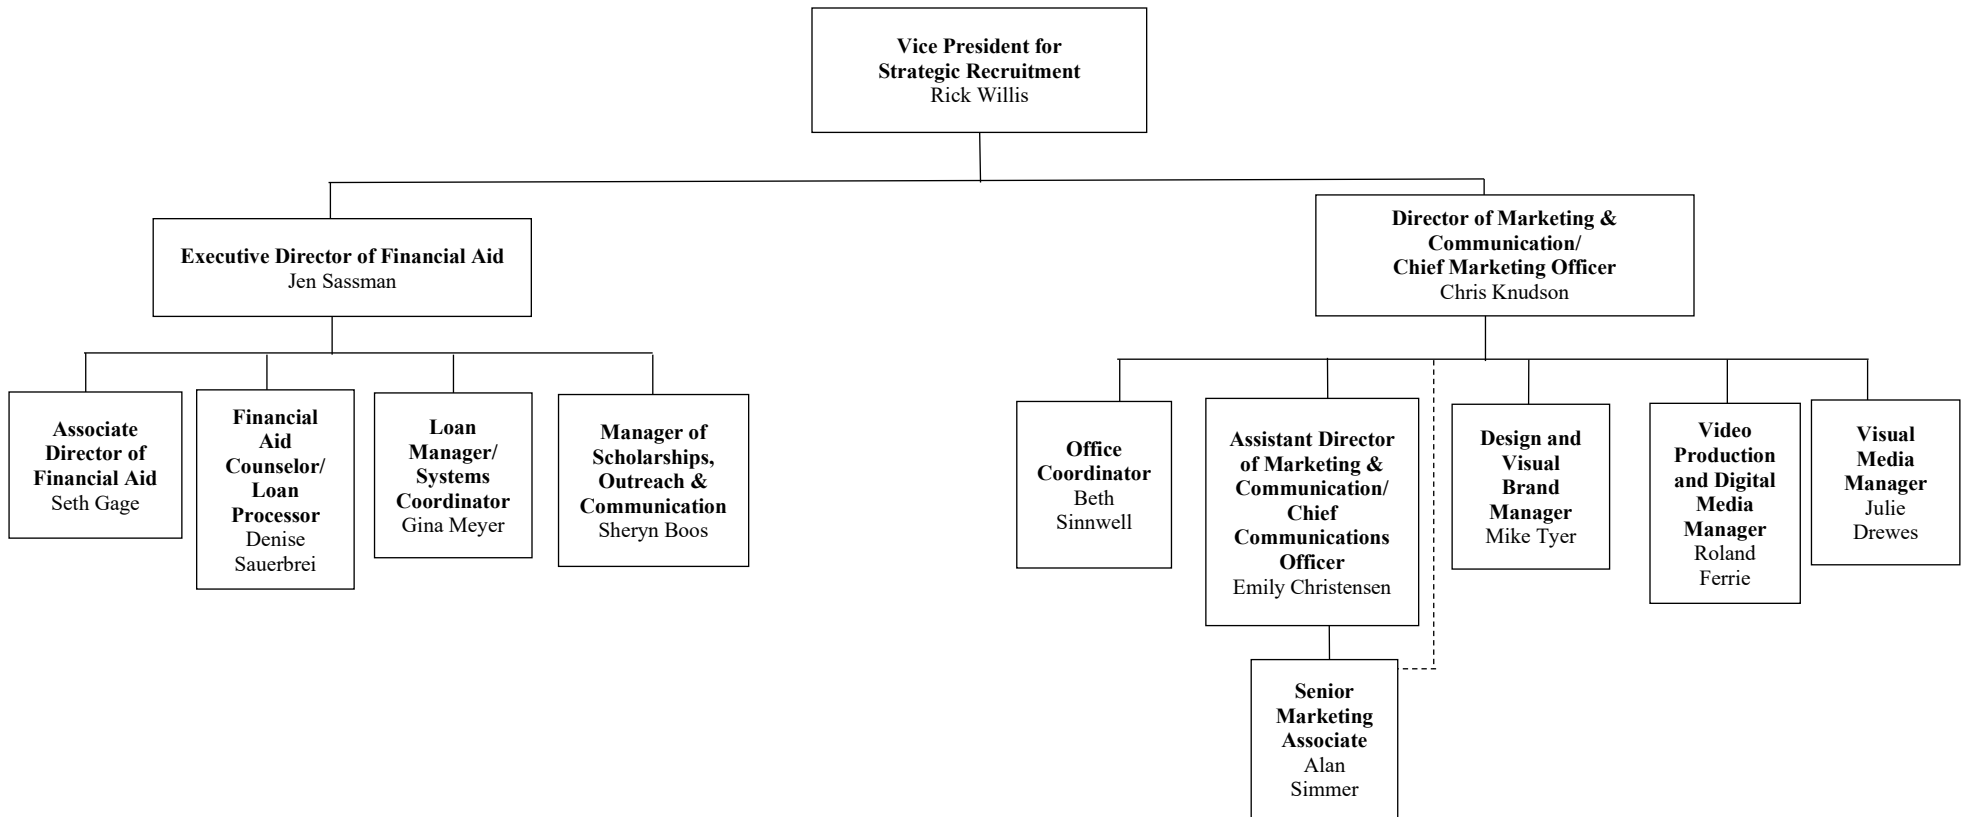 Vice President for
Strategic Recruitment
Rick Willis
Executive Director of Financial Aid
Jen Sassman
Director of Marketing &
Communication/
Chief Marketing Officer
Chris Knudson
Associate
Director of
Financial Aid
Seth Gage
Financial
Aid
Counselor/
Loan
Processor
Denise
Sauerbrei
Loan
Manager/
Systems
Coordinator
Gina Meyer
Manager of
Scholarships,
Outreach &
Communication
Sheryn Boos
Office
Coordinator
Beth
Sinnwell
Assistant Director
of Marketing &
Communication/
Chief
Communications
Officer
Emily Christensen
Design and
Visual
Brand
Manager
Mike Tyer
Video
Production
and Digital
Media
Manager
Roland
Ferrie
Visual
Media
Manager
Julie
Drewes
Senior
Marketing
Associate
Alan
Simmer